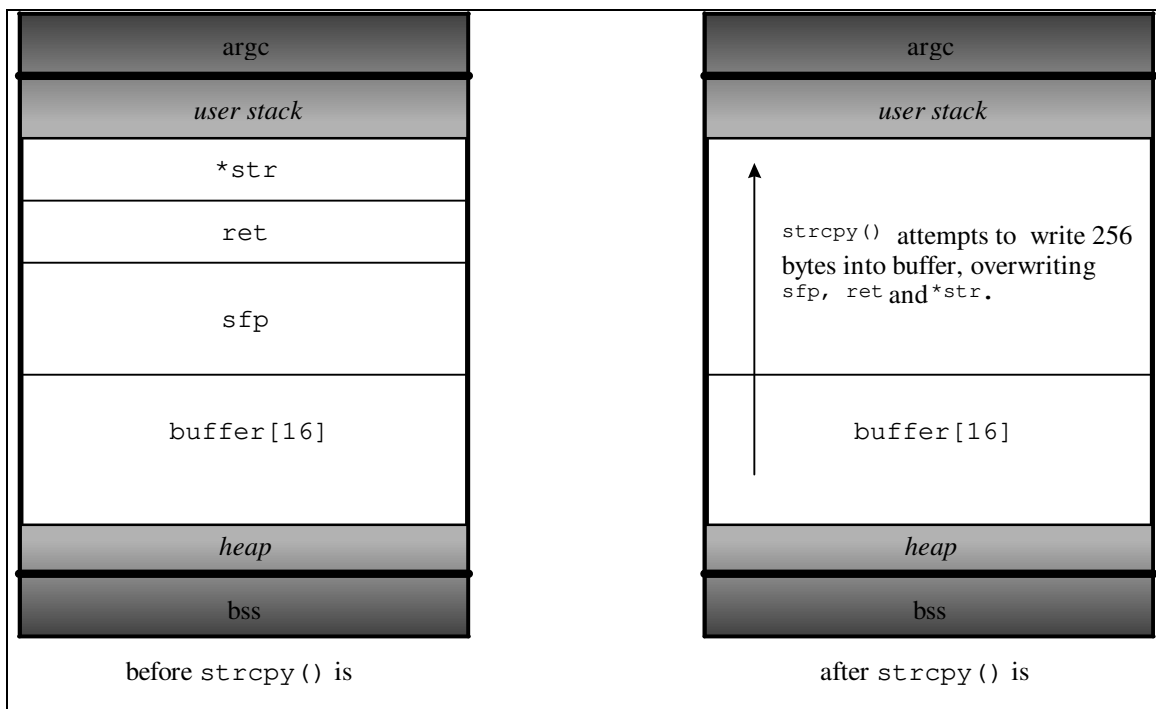 argc
user stack
*str
ret
sfp
buffer[16]
heap
bss
before strcpy() is
argc
user stack
strcpy() attempts to write 256
bytes into buffer, overwriting
sfp, ret and *str.
buffer[16]
heap
bss
after strcpy() is